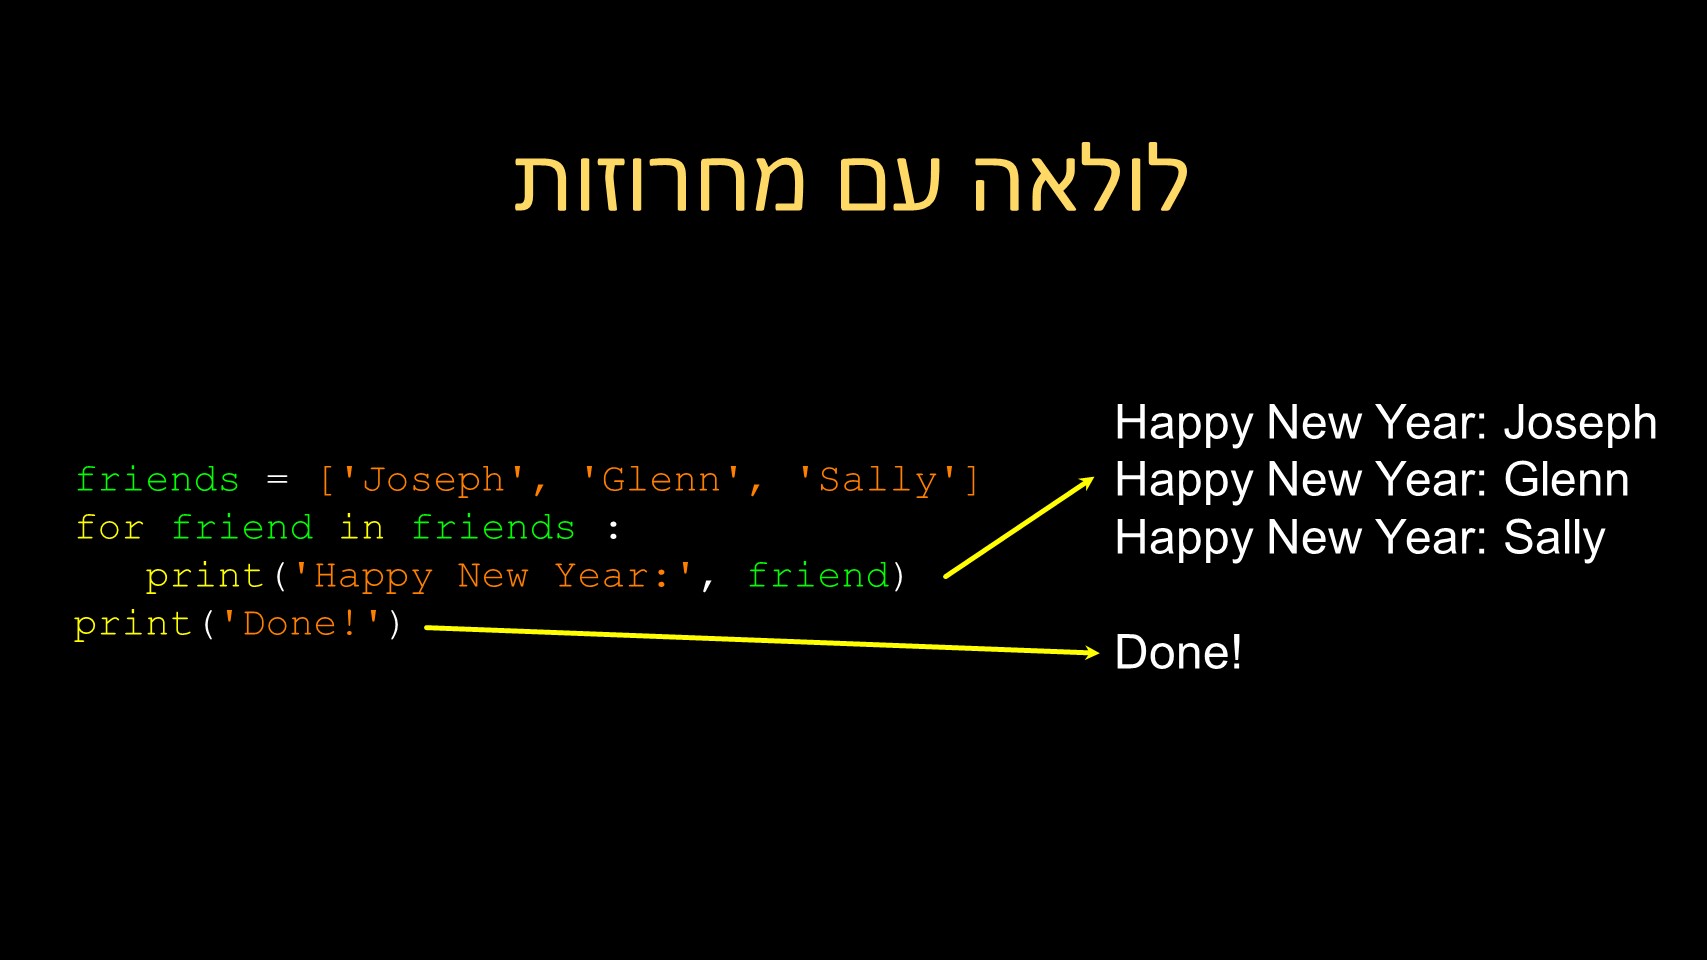 לולאה עם מחרוזות
friends = ['Joseph', 'Glenn', 'Sally']
for friend in friends :
   print('Happy New Year:', friend)
print('Done!')
Happy New Year: Joseph
Happy New Year: Glenn
Happy New Year: Sally
Done!